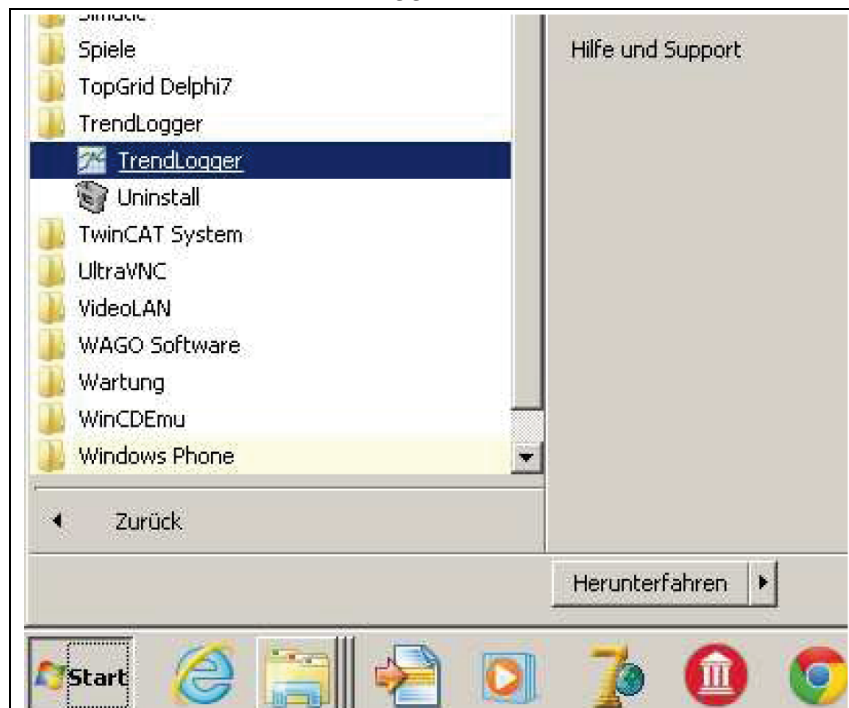 Simatic
Spiele
TopGrid Delphi7
TrendLogger
TrendLogger
Uninstall
TwinCAT System
UltraVNC
VideoLAN
WAGO Software
Wartung
WinCDEmu
Windows Phone
Zurück
Hilfe und Support
Herunterfahren
Start